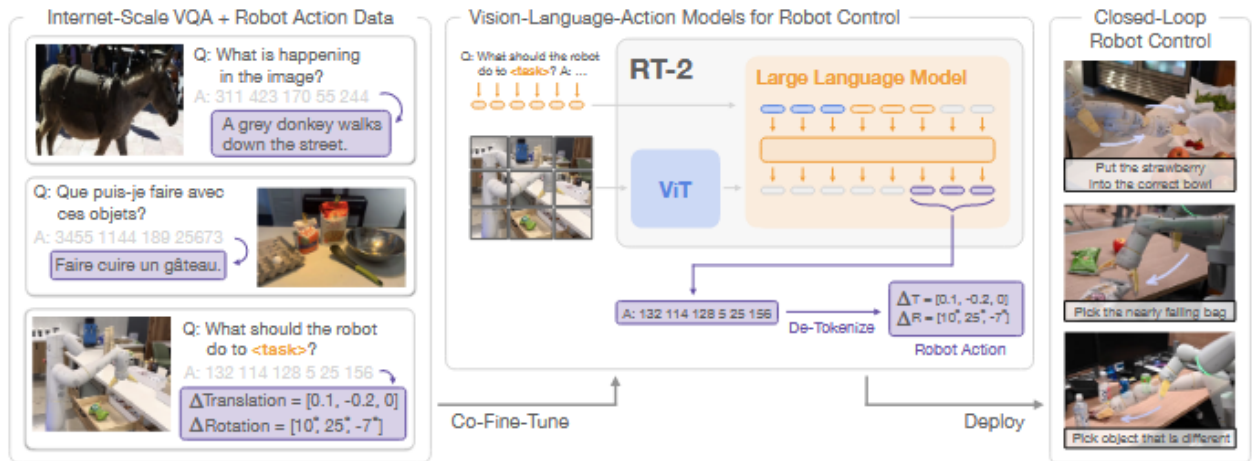 Internet-Scale VQA + Robot Action Data
Q: What is happening
in the image?
A: 311 423 170 55 244
A grey donkey walks
down the street.
Q: Que puis-je faire avec
ces objets?
A: 3455 1144 189 25673
Faire cuire un gâteau.
Q: What should the robot
do to <task>?
A: 132 114 128 5 25 156
ΔTranslation = [0.1, -0.2, 0]
ΔRotation = [10°, 25°, -7°]
Co-Fine-Tune
Vision-Language-Action Models for Robot Control
Q: What should the robot
do to <task>? A: ...
RT-2
Large Language Model
ViT
A: 132 114 128 5 25 156
De-Tokenize
ΔT = [0.1, -0.2, 0]
ΔR = [10°, 25°, -7°]
Robot Action
Deploy
Closed-Loop
Robot Control
Put the strawberry
into the correct bowl
Pick the nearly falling bag
Pick object that is different